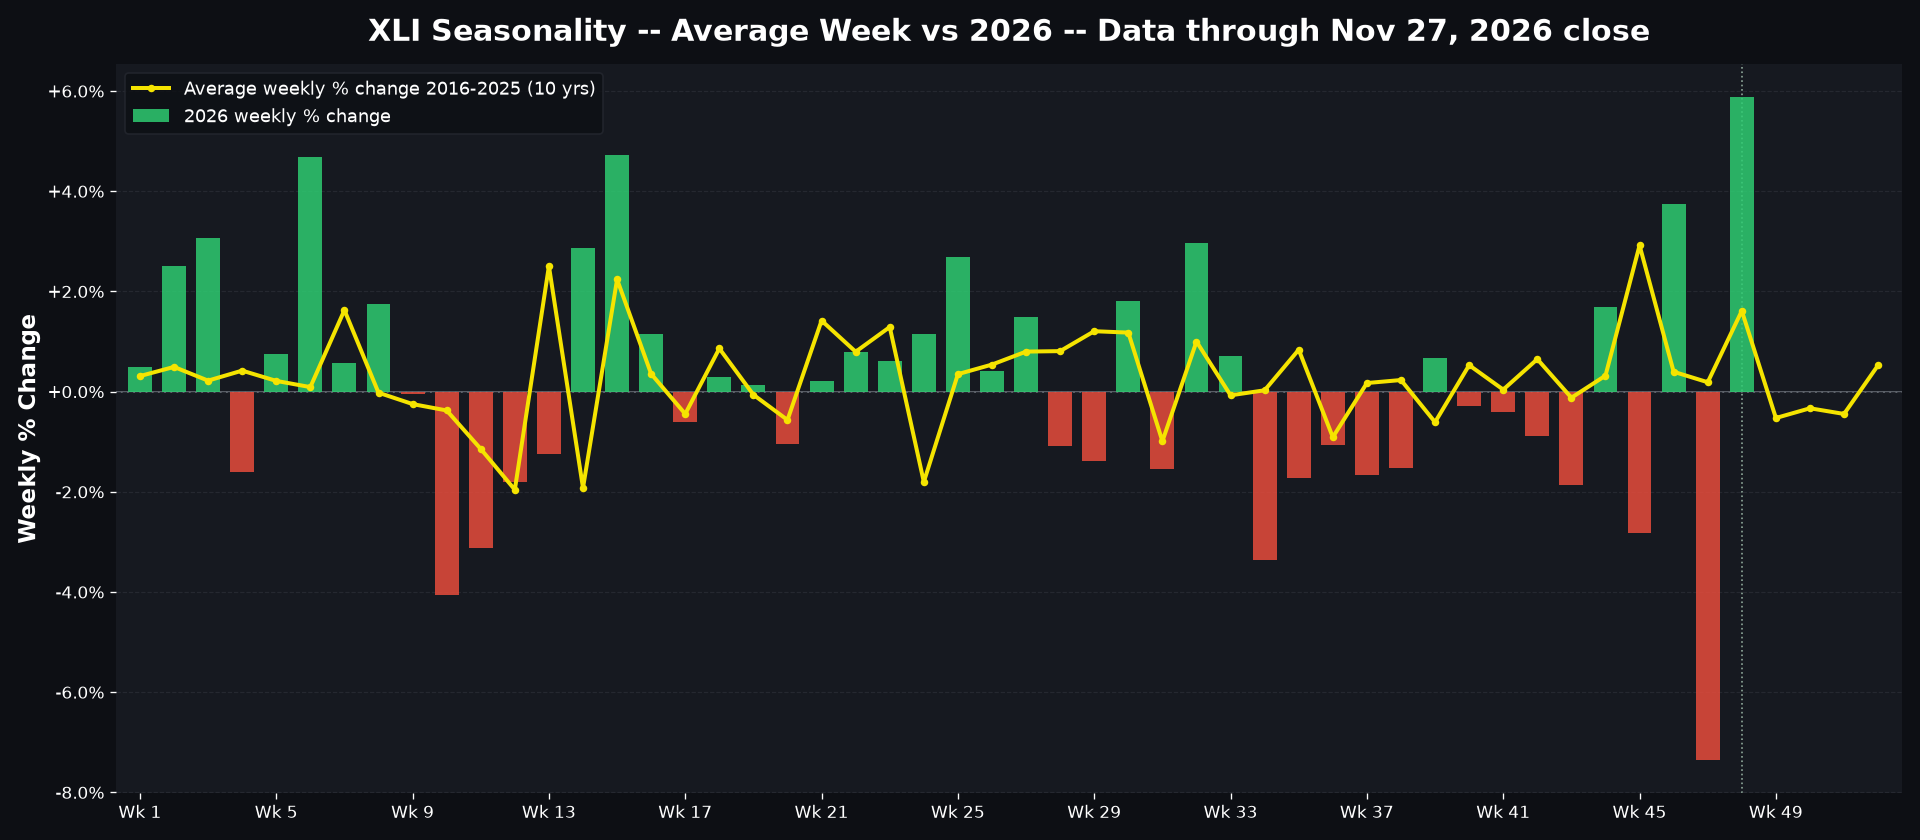 XLI Seasonality -- Average Week vs 2026 -- Data through Nov 27, 2026 close
Average weekly % change 2016-2025 (10 yrs)
2026 weekly % change
Weekly % Change
+6.0%
+4.0%
+2.0%
+0.0%
-2.0%
-4.0%
-6.0%
-8.0%
Wk 1 Wk 5 Wk 9 Wk 13 Wk 17 Wk 21 Wk 25 Wk 29 Wk 33 Wk 37 Wk 41 Wk 45 Wk 49